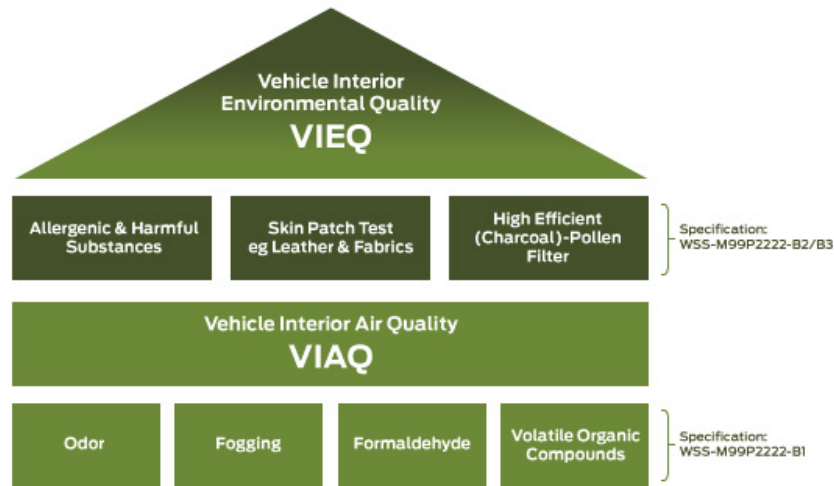 Vehicle Interior
Environmental Quality
VIEQ
Allergenic & Harmful
Substances
Skin Patch Test
eg Leather & Fabrics
High Efficient
(Charcoal)-Pollen
Filter
Specification:
WSS-M99P2222-B2/B3
Vehicle Interior Air Quality
VIAQ
Odor
Fogging
Formaldehyde
Volatile Organic
Compounds
Specification:
WSS-M99P2222-B1